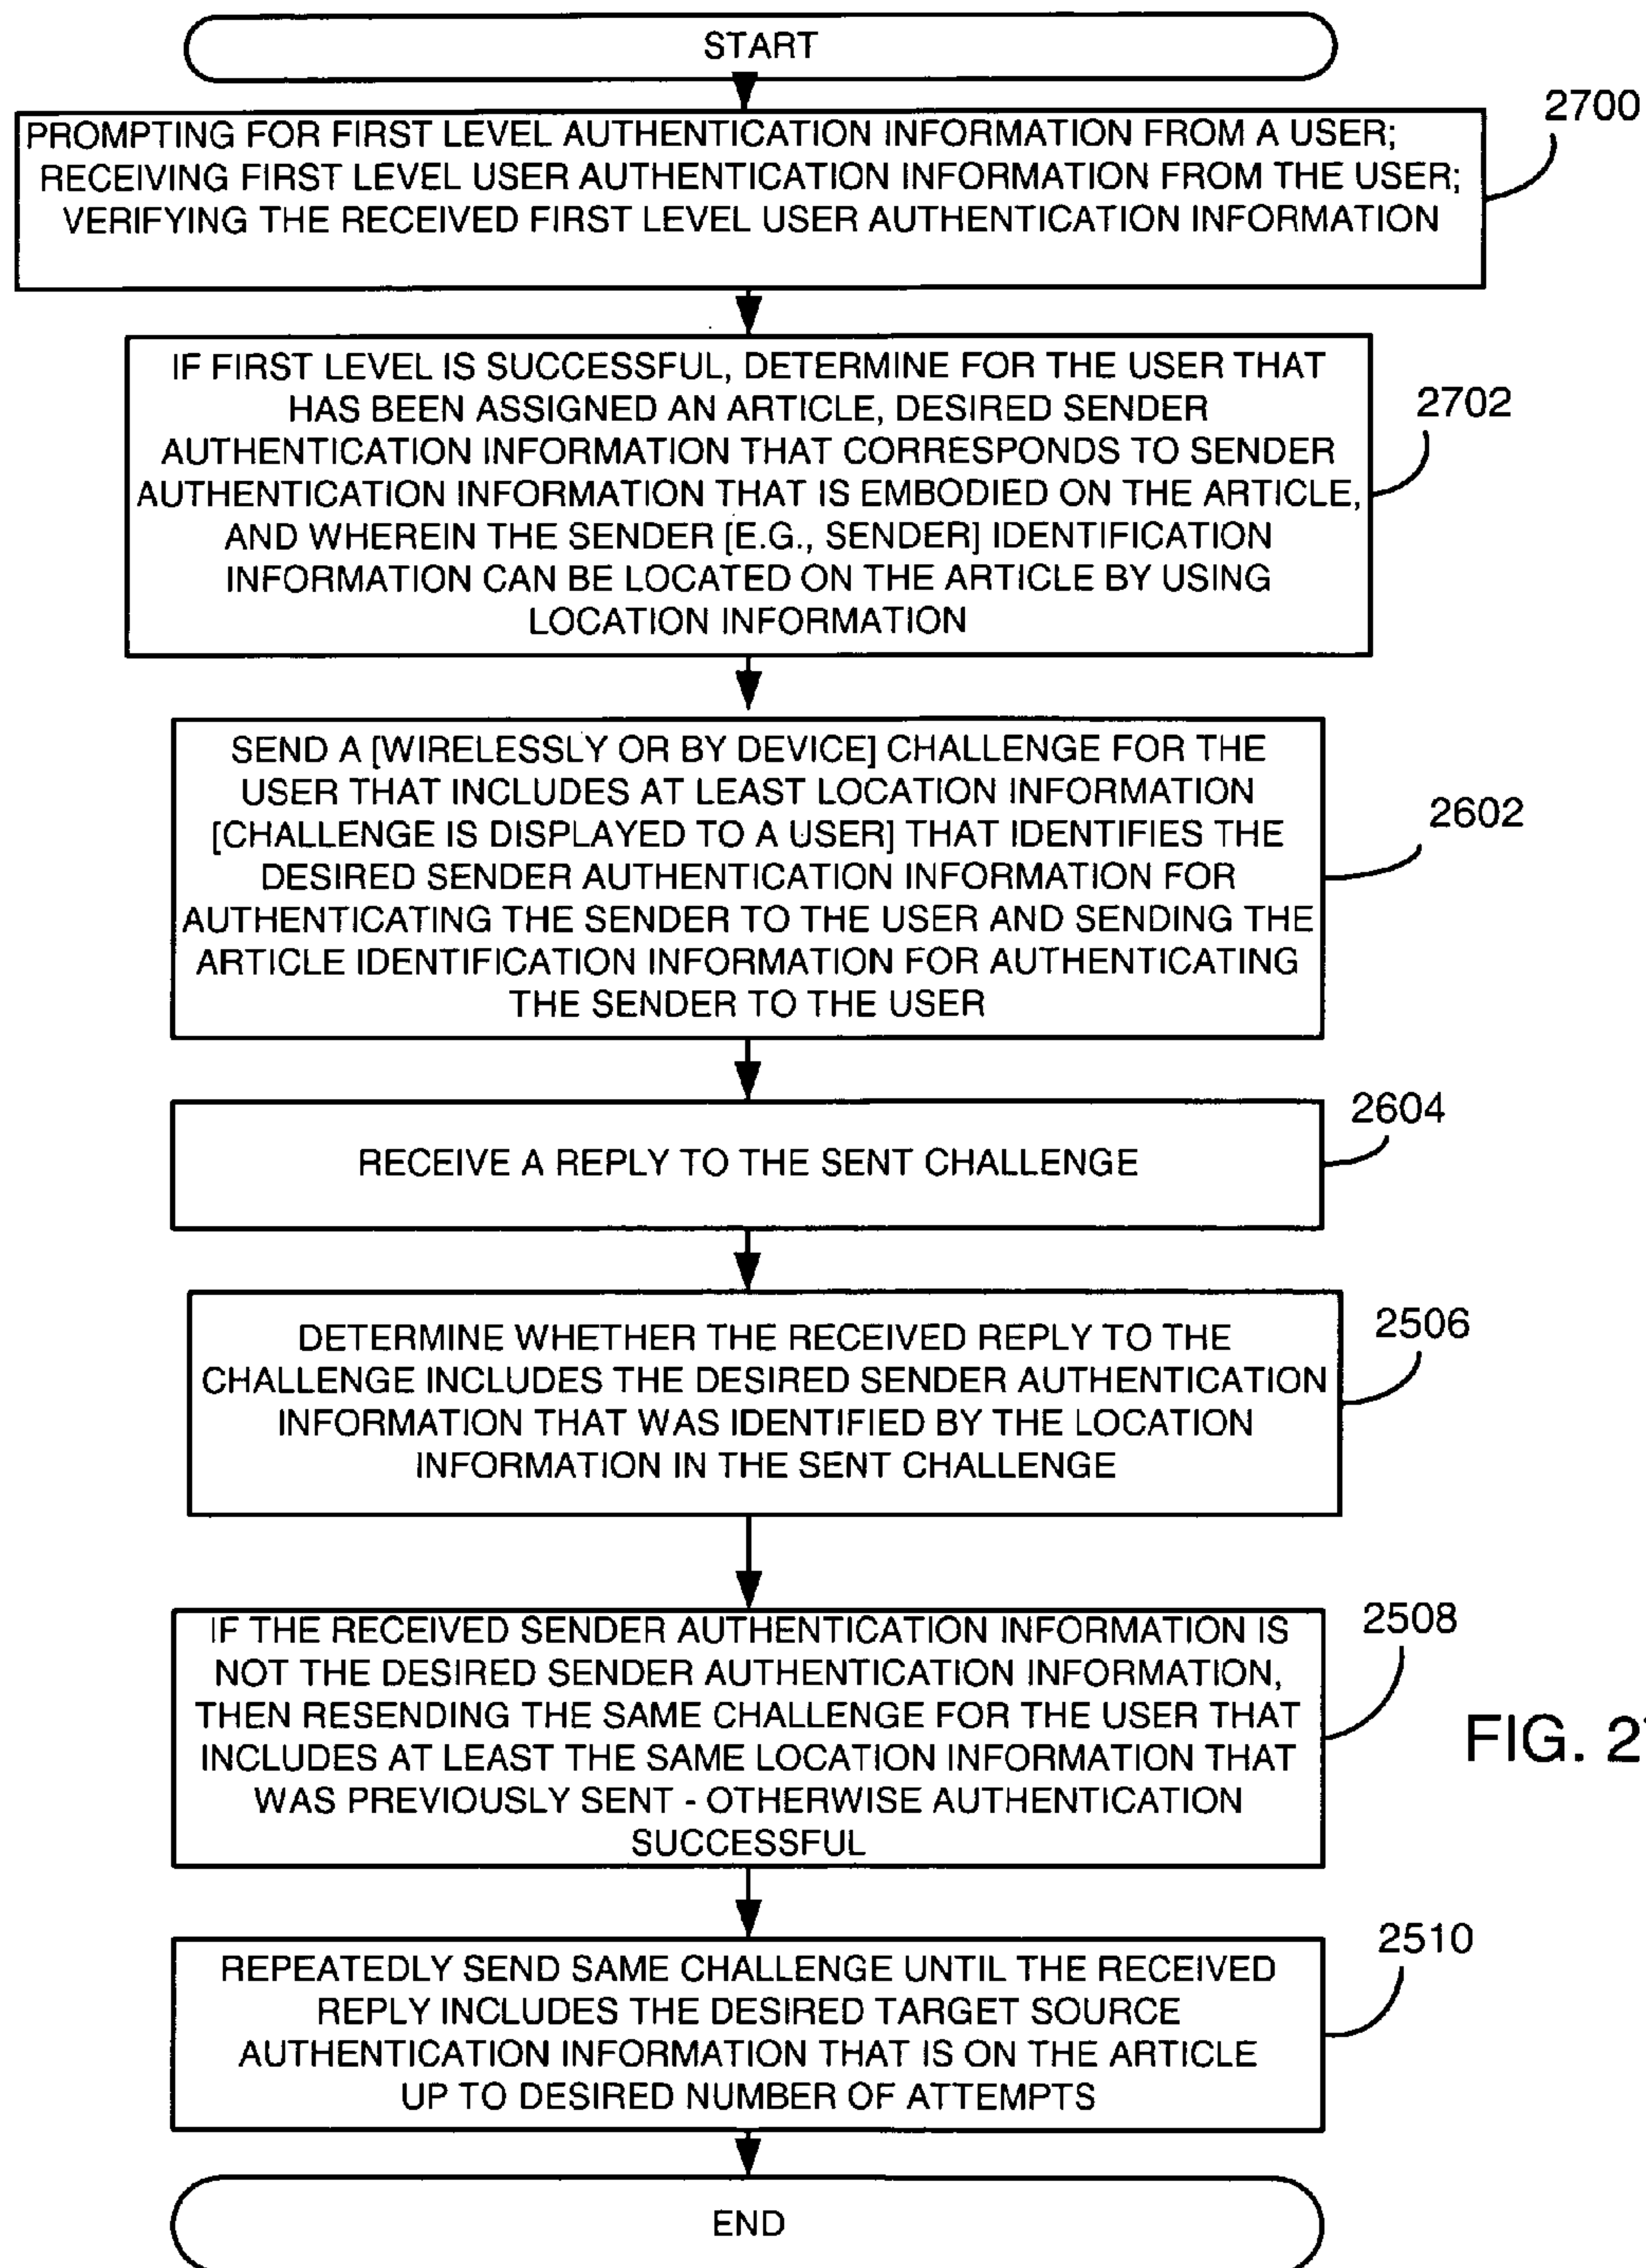 START
2700
PROMPTING FOR FIRST LEVEL AUTHENTICATION INFORMATION FROM A USER;
RECEIVING FIRST LEVEL USER AUTHENTICATION INFORMATION FROM THE USER;
VERIFYING THE RECEIVED FIRST LEVEL USER AUTHENTICATION INFORMATION
IF FIRST LEVEL IS SUCCESSFUL, DETERMINE FOR THE USER THAT
HAS BEEN ASSIGNED AN ARTICLE, DESIRED SENDER
AUTHENTICATION INFORMATION THAT CORRESPONDS TO SENDER
AUTHENTICATION INFORMATION THAT IS EMBODIED ON THE ARTICLE,
AND WHEREIN THE SENDER [E.G., SENDER] IDENTIFICATION
INFORMATION CAN BE LOCATED ON THE ARTICLE BY USING
LOCATION INFORMATION
2702
SEND A [WIRELESSLY OR BY DEVICE] CHALLENGE FOR THE
USER THAT INCLUDES AT LEAST LOCATION INFORMATION
[CHALLENGE IS DISPLAYED TO A USER] THAT IDENTIFIES THE
DESIRED SENDER AUTHENTICATION INFORMATION FOR
AUTHENTICATING THE SENDER TO THE USER AND SENDING THE
ARTICLE IDENTIFICATION INFORMATION FOR AUTHENTICATING
THE SENDER TO THE USER
2602
RECEIVE A REPLY TO THE SENT CHALLENGE
2604
DETERMINE WHETHER THE RECEIVED REPLY TO THE
CHALLENGE INCLUDES THE DESIRED SENDER AUTHENTICATION
INFORMATION THAT WAS IDENTIFIED BY THE LOCATION
INFORMATION IN THE SENT CHALLENGE
2506
IF THE RECEIVED SENDER AUTHENTICATION INFORMATION IS
NOT THE DESIRED SENDER AUTHENTICATION INFORMATION,
THEN RESENDING THE SAME CHALLENGE FOR THE USER THAT
INCLUDES AT LEAST THE SAME LOCATION INFORMATION THAT
WAS PREVIOUSLY SENT - OTHERWISE AUTHENTICATION
SUCCESSFUL
2508
FIG.
REPEATEDLY SEND SAME CHALLENGE UNTIL THE RECEIVED
REPLY INCLUDES THE DESIRED TARGET SOURCE
AUTHENTICATION INFORMATION THAT IS ON THE ARTICLE
UP TO DESIRED NUMBER OF ATTEMPTS
2510
END